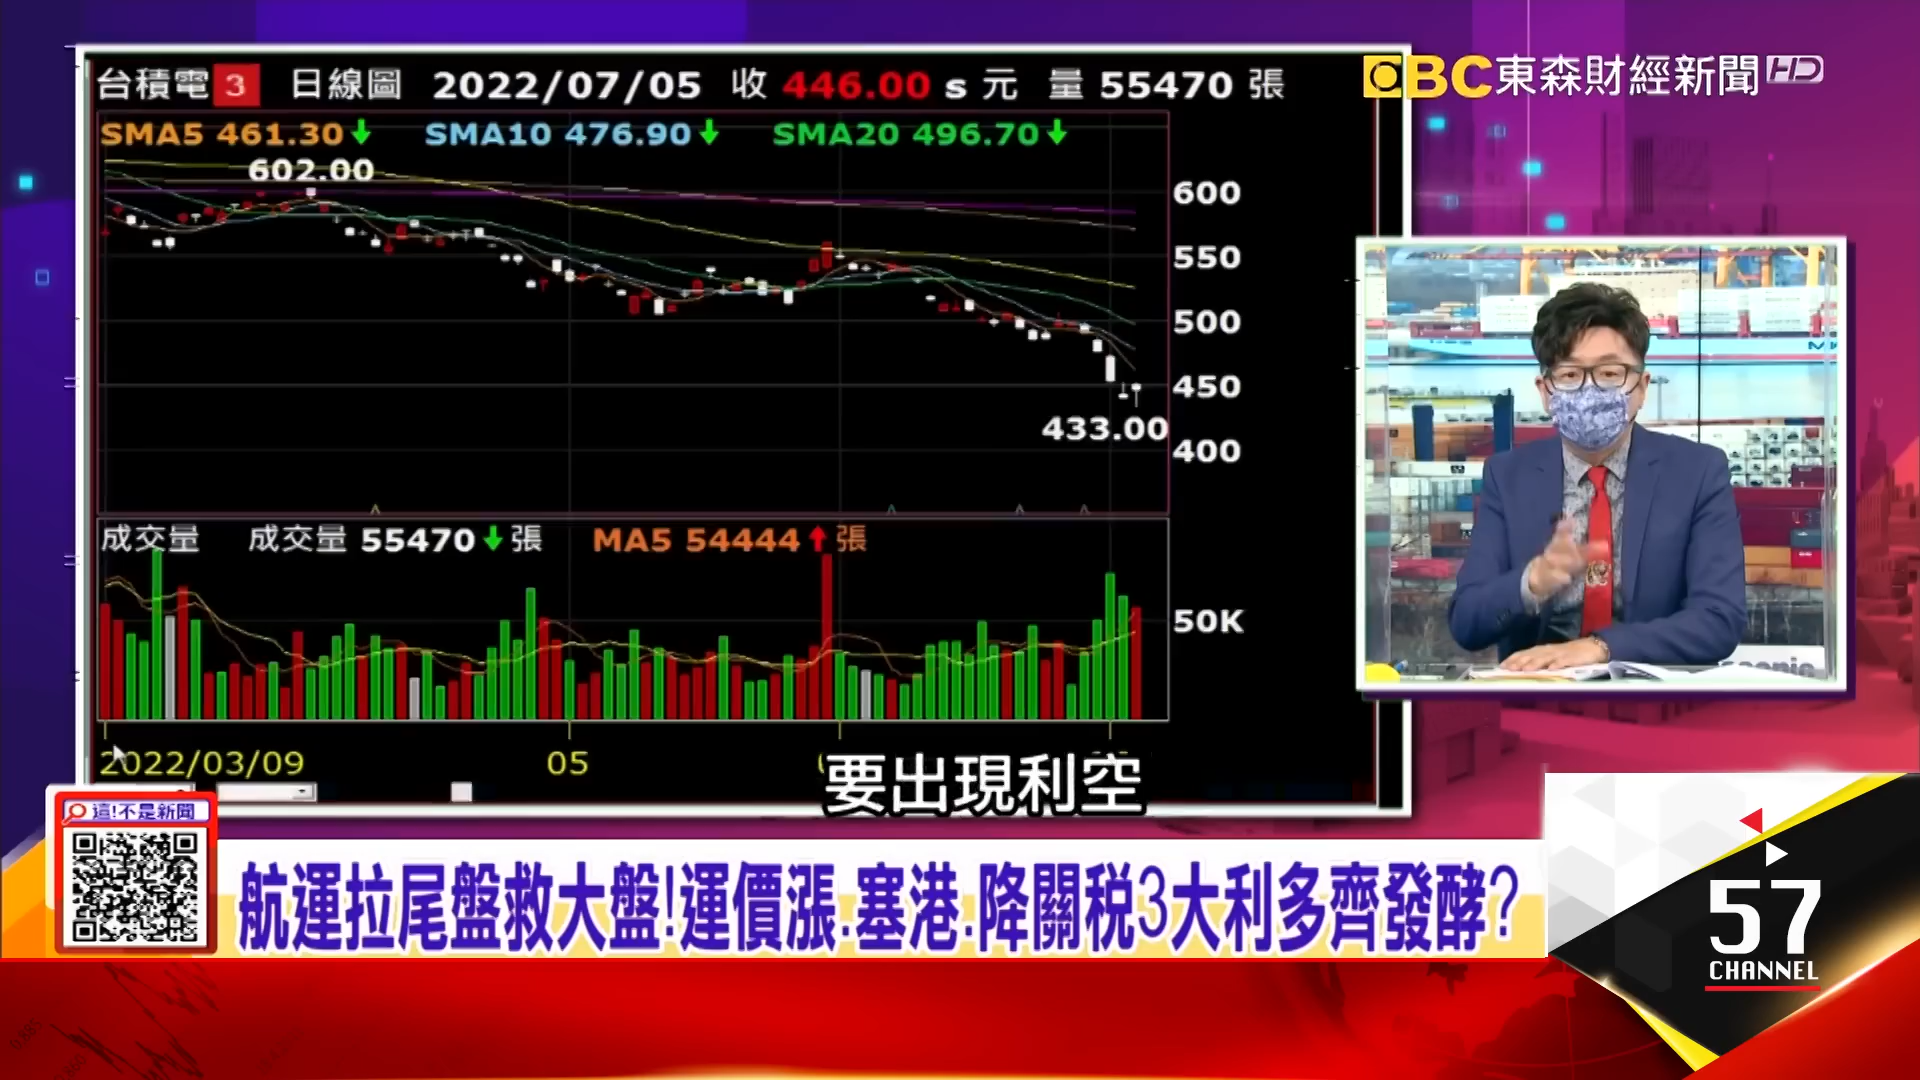 台積電 3 日線圖 2022/07/05 收 446.00 s 元 量 55470 張
EBC東森財經新聞HD
SMA5 461.30↓ SMA10 476.90↓ SMA20 496.70↓
602.00
600
550
500
450
433.00
400
成交量 成交量 55470↓張 MA5 54444↑張
50K
2022/03/09
05
要出現利空
這!不是新聞
航運拉尾盤救大盤!運價漲.塞港.降關稅3大利多齊發酵?
57
CHANNEL